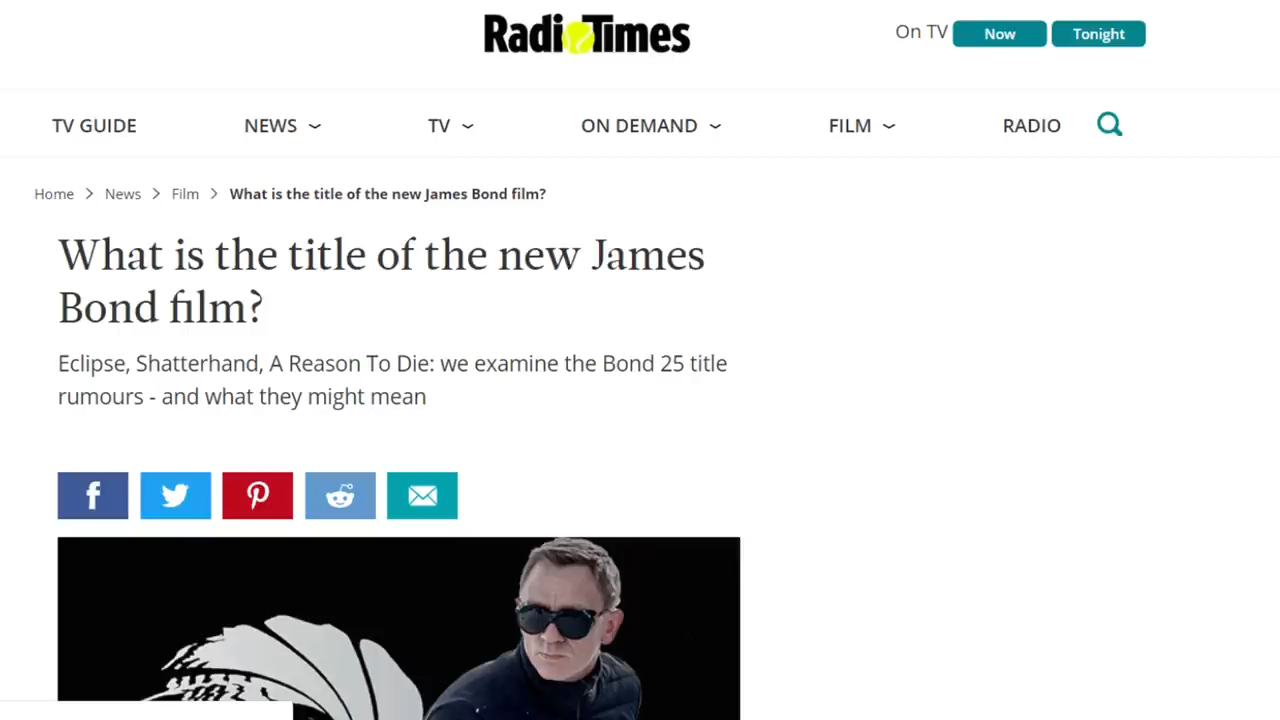 RadioTimes
On TV Now Tonight
TV GUIDE NEWS TV ON DEMAND FILM RADIO
Home > News > Film > What is the title of the new James Bond film?
What is the title of the new James
Bond film?
Eclipse, Shatterhand, A Reason To Die: we examine the Bond 25 title
rumours - and what they might mean